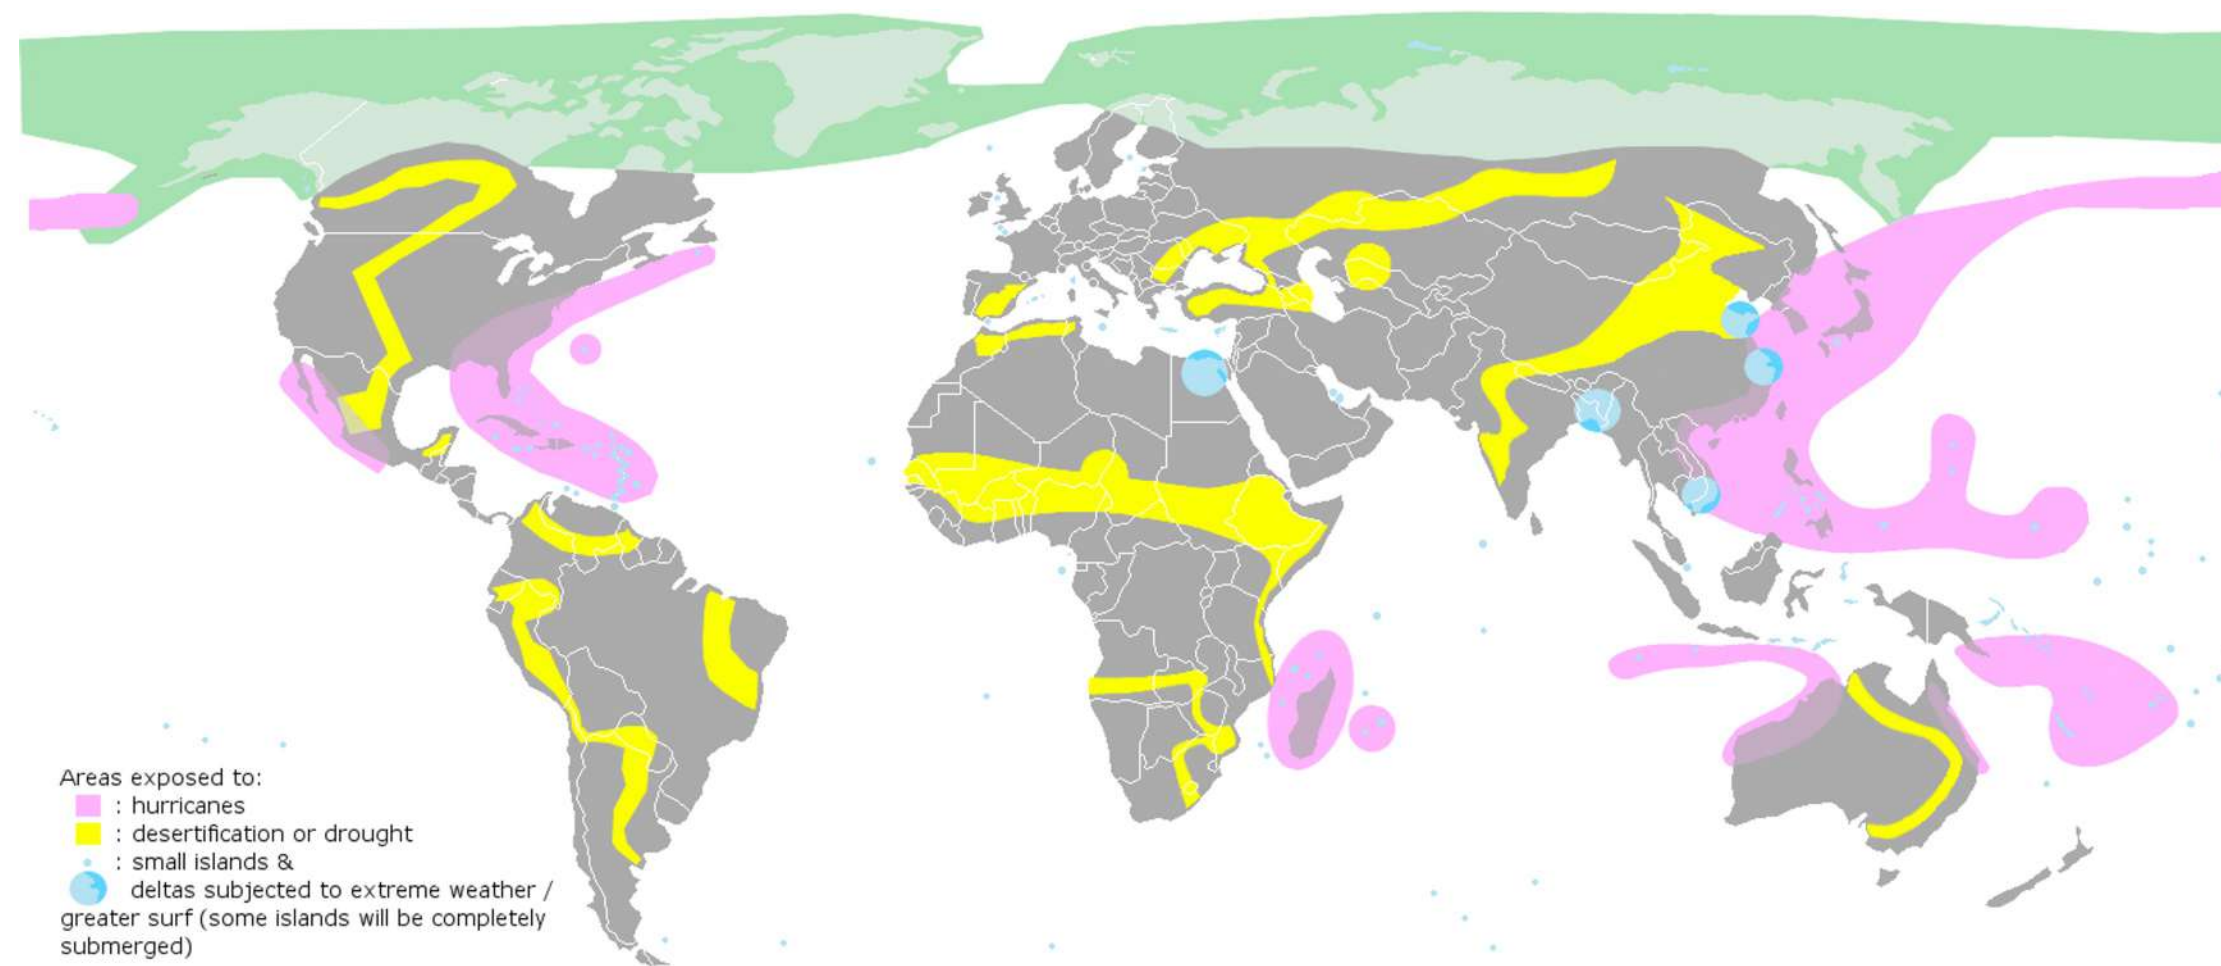 Areas exposed to:
: hurricanes
: desertification or drought
: small islands &
deltas subjected to extreme weather /
greater surf (some islands will be completely
submerged)